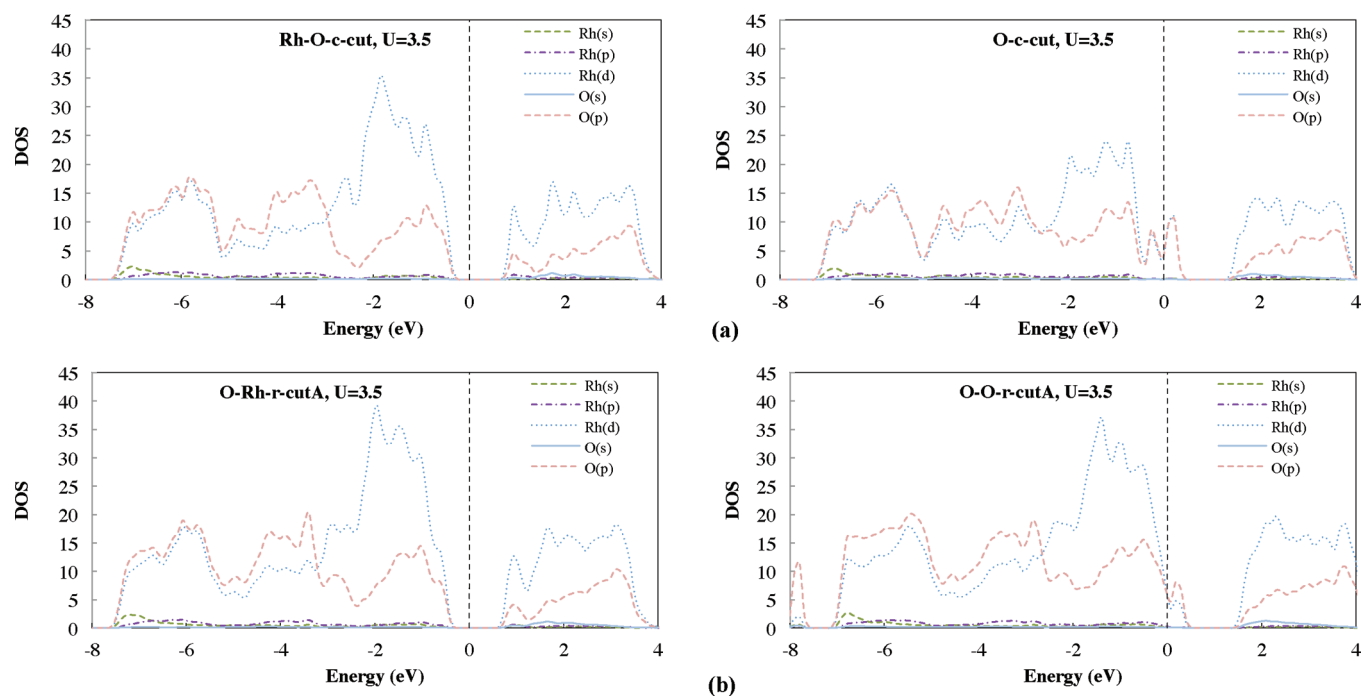 Rh-O-c-cut, U=3.5
45
40
35
30
25
20
15
10
5
0
DOS
Rh(s)
Rh(p)
Rh(d)
O(s)
O(p)
-8 -6 -4 -2 0 2 4
Energy (eV)
O-c-cut, U=3.5
45
40
35
30
25
20
15
10
5
0
DOS
Rh(s)
Rh(p)
Rh(d)
O(s)
O(p)
-8 -6 -4 -2 0 2 4
Energy (eV)
(a)
O-Rh-r-cutA, U=3.5
45
40
35
30
25
20
15
10
5
0
DOS
Rh(s)
Rh(p)
Rh(d)
O(s)
O(p)
-8 -6 -4 -2 0 2 4
Energy (eV)
O-O-r-cutA, U=3.5
45
40
35
30
25
20
15
10
5
0
DOS
Rh(s)
Rh(p)
Rh(d)
O(s)
O(p)
-8 -6 -4 -2 0 2 4
Energy (eV)
(b)